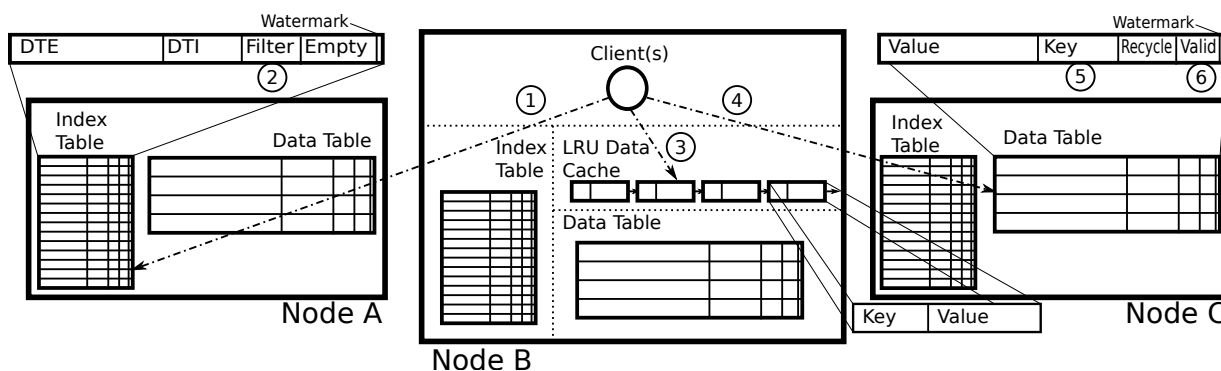 Watermark
DTE DTI Filter Empty
②
Index
Table
Data Table
Node A
Client(s)
①
④
③
Index
Table
LRU Data
Cache
Data Table
Node B
Watermark
Value Key Recycle Valid
⑤ ⑥
Index
Table
Data Table
Key Value
Node C